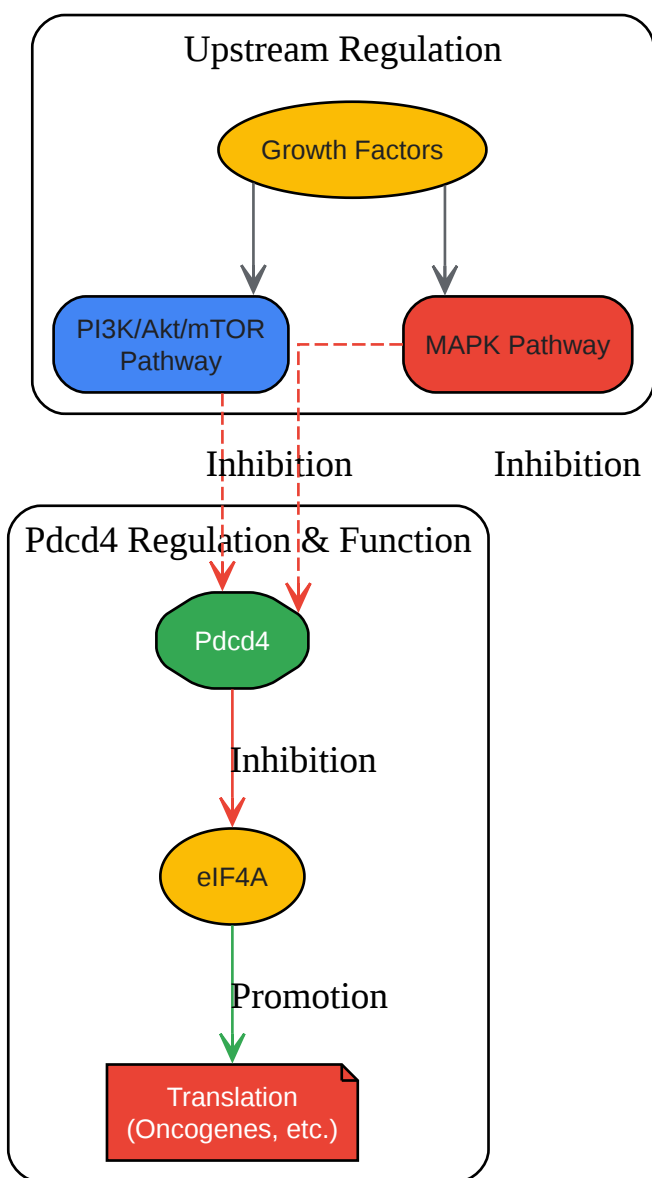 Upstream Regulation
Growth Factors
PI3K/Akt/mTOR
Pathway
MAPK Pathway
Inhibition
Inhibition
Pdcd4 Regulation & Function
Pdcd4
Inhibition
eIF4A
Promotion
Translation
(Oncogenes, etc.)